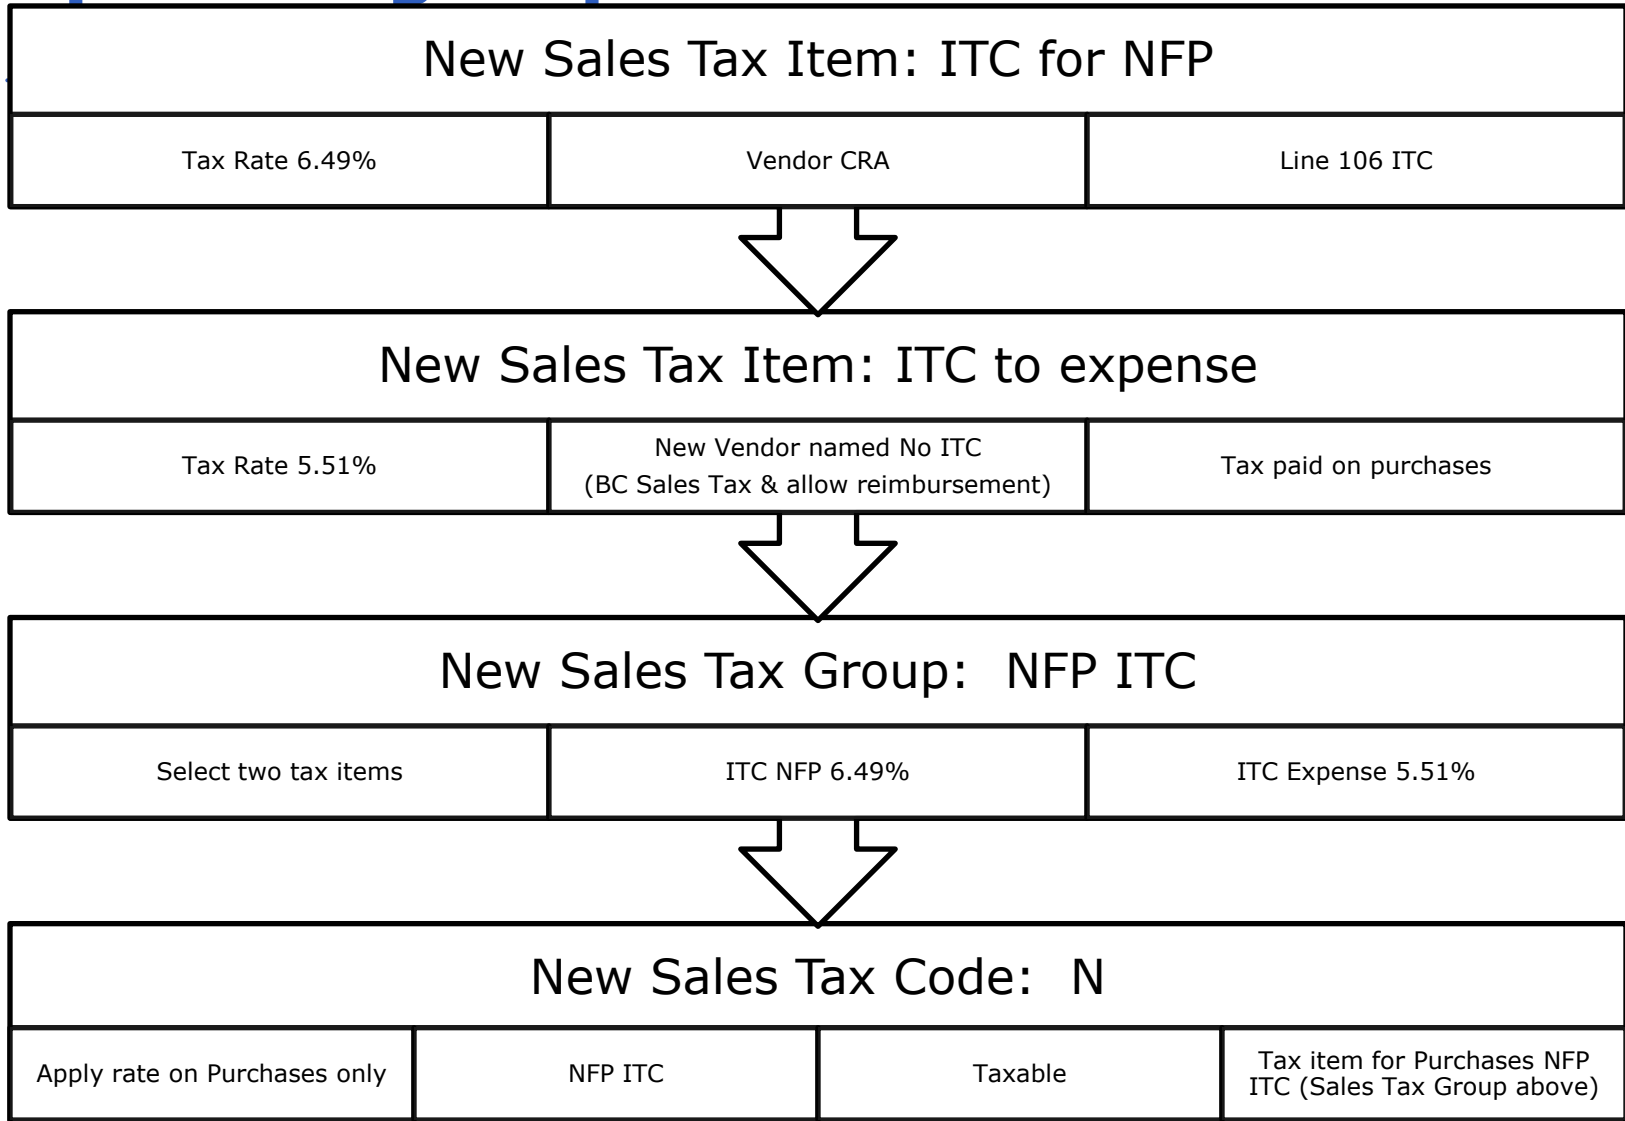 New Sales Tax Item: ITC for NFP
Tax Rate 6.49%
Vendor CRA
Line 106 ITC
New Sales Tax Item: ITC to expense
Tax Rate 5.51%
New Vendor named No ITC
(BC Sales Tax & allow reimbursement)
Tax paid on purchases
New Sales Tax Group:  NFP ITC
Select two tax items
ITC NFP 6.49%
ITC Expense 5.51%
New Sales Tax Code:  N
Apply rate on Purchases only
NFP ITC
Taxable
Tax item for Purchases NFP
ITC (Sales Tax Group above)